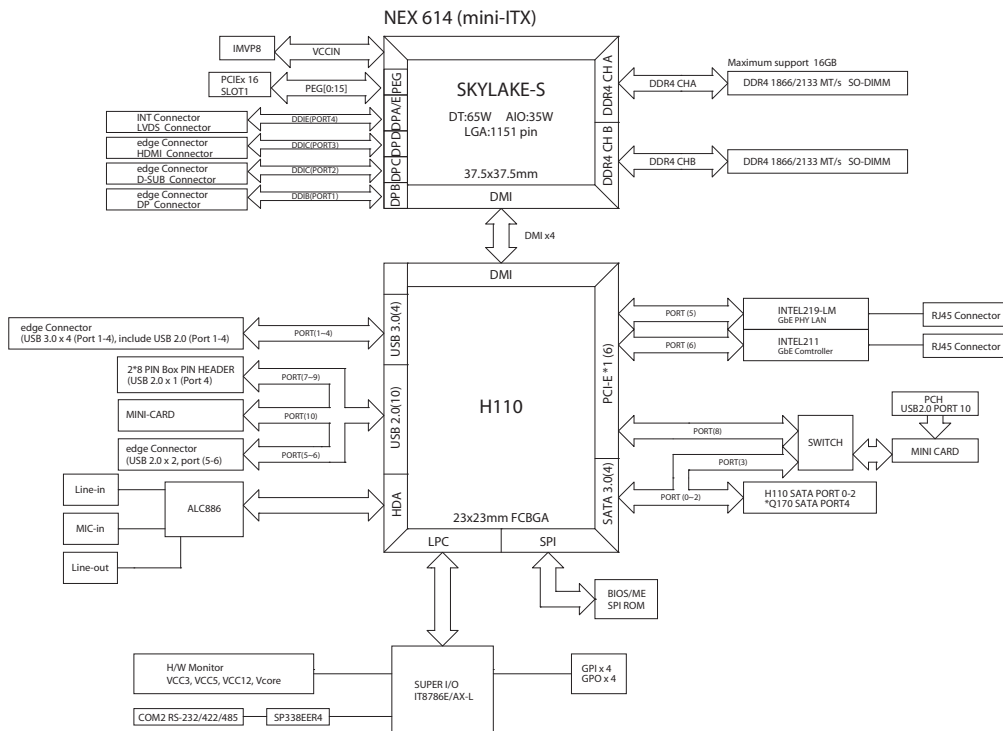 NEX 614 (mini-ITX)
IMVP8
VCCIN
PCIEx 16
SLOT1
PEG[0:15]
INT Connector
LVDS Connector
DDIE(PORT4)
edge Connector
HDMI Connector
DDIC(PORT3)
edge Connector
D-SUB Connector
DDIC(PORT2)
edge Connector
DP Connector
DDIB(PORT1)
PEG
DPA/E
DPD
DPC
DPB
SKYLAKE-S
DT:65W AIO:35W
LGA:1151 pin
37.5x37.5mm
DMI
DDR4 CH A
DDR4 CH B
DDR4 CHA
DDR4 CHB
Maximum support 16GB
DDR4 1866/2133 MT/s SO-DIMM
DDR4 1866/2133 MT/s SO-DIMM
DMI x4
DMI
edge Connector
(USB 3.0 x 4 (Port 1-4), include USB 2.0 (Port 1-4)
PORT(1~4)
2*8 PIN Box PIN HEADER
(USB 2.0 x 1 (Port 4)
PORT(7~9)
MINI-CARD
PORT(10)
edge Connector
(USB 2.0 x 2, port (5-6)
PORT(5~6)
Line-in
MIC-in
Line-out
ALC886
USB 3.0(4)
USB 2.0(10)
HDA
H110
23x23mm FCBGA
LPC
SPI
PCI-E *1 (6)
SATA 3.0(4)
PORT (5)
INTEL219-LM
GbE PHY LAN
RJ45 Connector
PORT (6)
INTEL211
GbE Comtroller
RJ45 Connector
PORT(8)
PORT(3)
PORT (0~2)
SWITCH
PCH
USB2.0 PORT 10
MINI CARD
H110 SATA PORT 0-2
*Q170 SATA PORT4
BIOS/ME
SPI ROM
H/W Monitor
VCC3, VCC5, VCC12, Vcore
COM2 RS-232/422/485
SP338EER4
SUPER I/O
IT8786E/AX-L
GPI x 4
GPO x 4